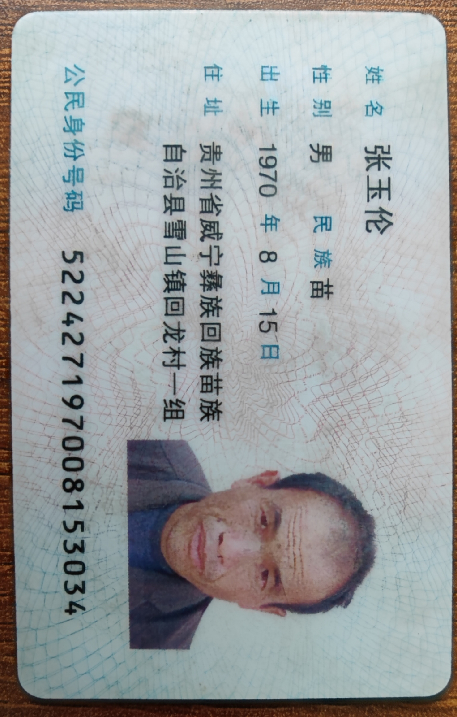 姓名 张玉伦
性别 男 民族 苗
出生 1970 年 8 月 15 日
住址 贵州省威宁彝族回族苗族
自治县雪山镇回龙村一组
公民身份号码 522427197008153034